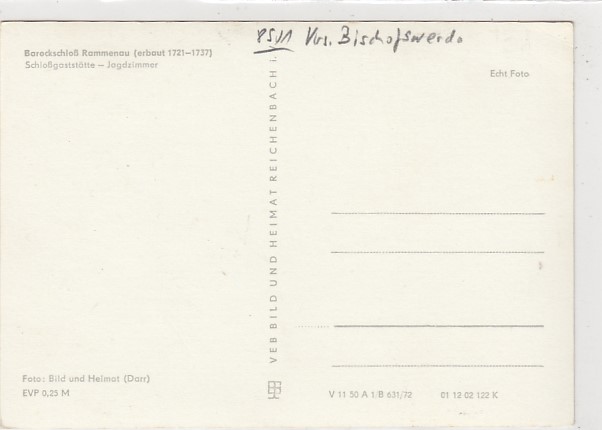 8511 Krs. Bischofswerda
Barockschloß Rammenau (erbaut 1721–1737)
Schloßgaststätte – Jagdzimmer
Echt Foto
VEB BILD UND HEIMAT REICHENBACH i.
Foto: Bild und Heimat (Darr)
EVP 0,25 M
V 11 50 A 1/B 631/72 01 12 02 122 K